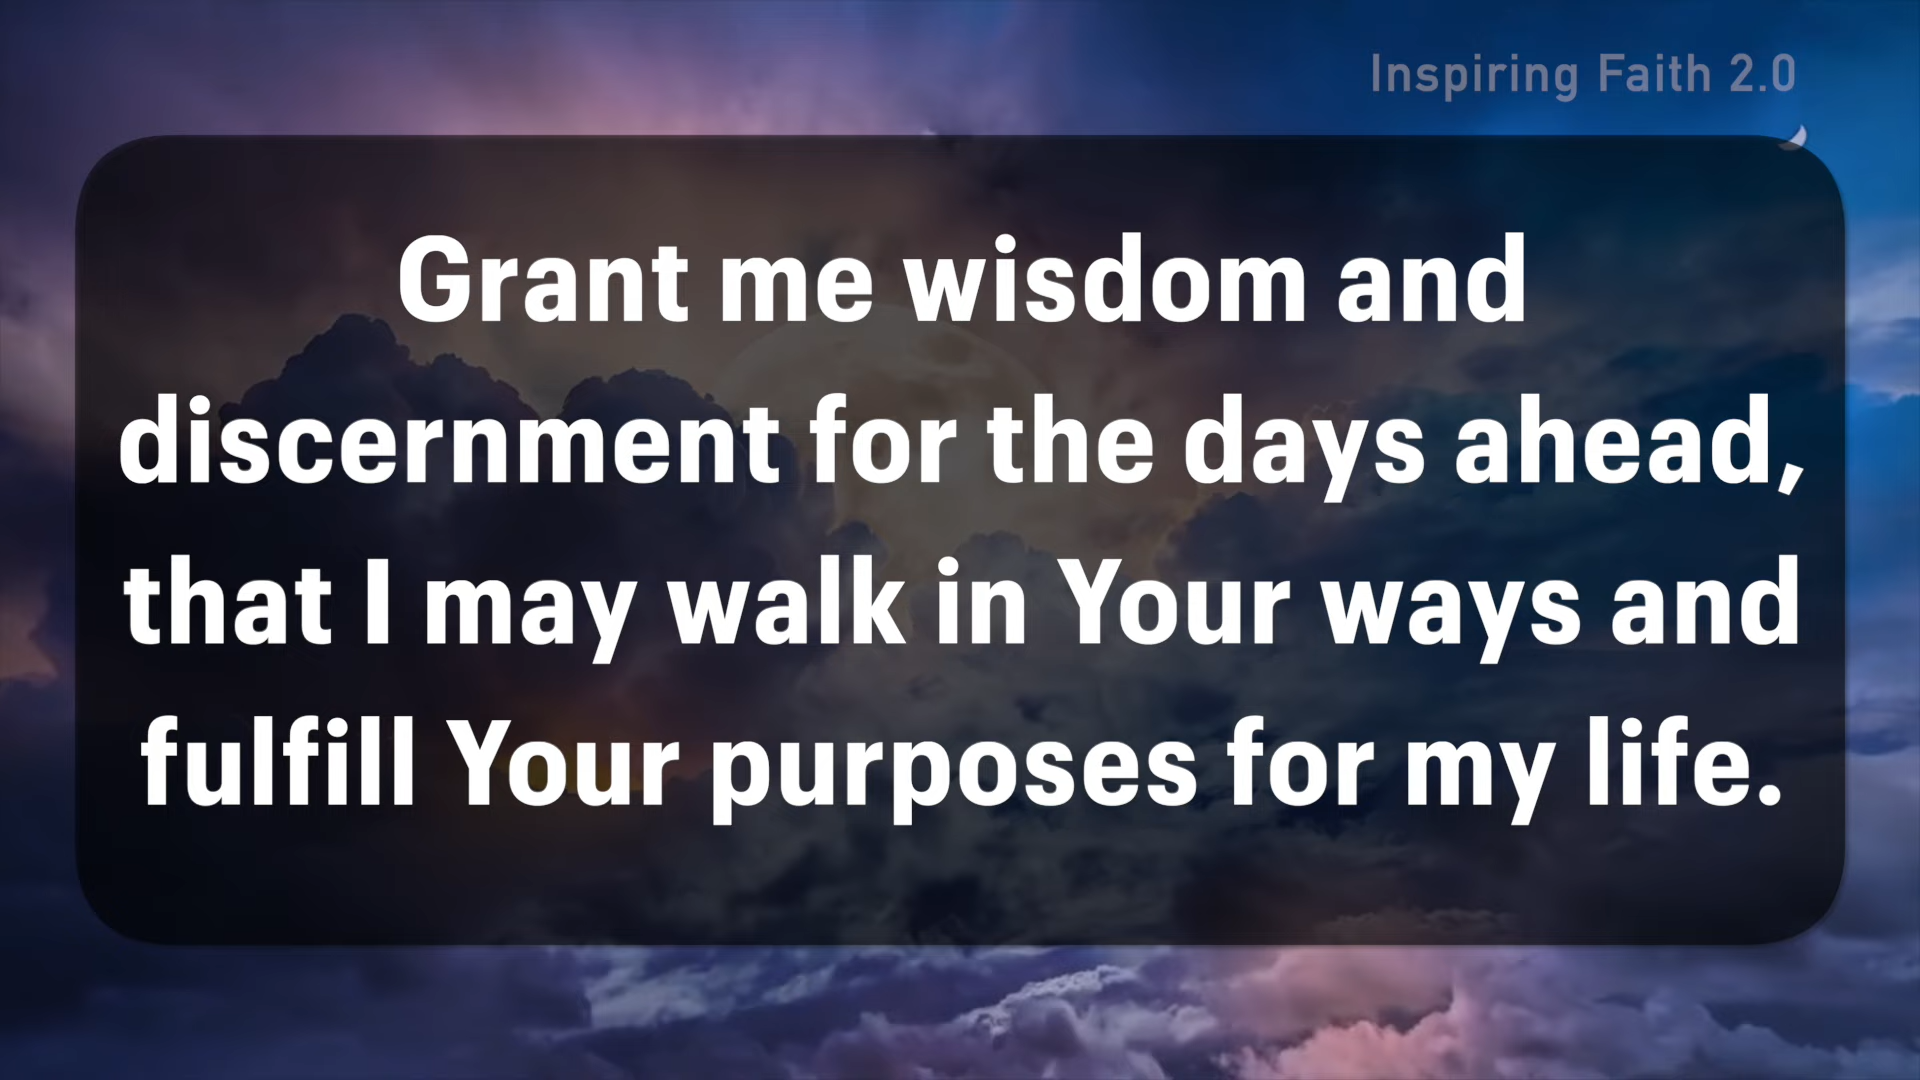 Inspiring Faith 2.0
Grant me wisdom and
discernment for the days ahead,
that I may walk in Your ways and
fulfill Your purposes for my life.